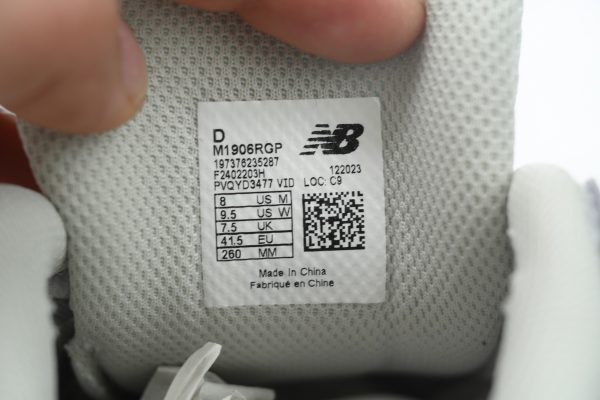 D
NB
M1906RGP
197376235287
F2402203H 122023
PVQYD3477 VID LOC: C9
8 US M
9.5 US W
7.5 UK
41.5 EU
260 MM
Made in China
Fabriqué en Chine